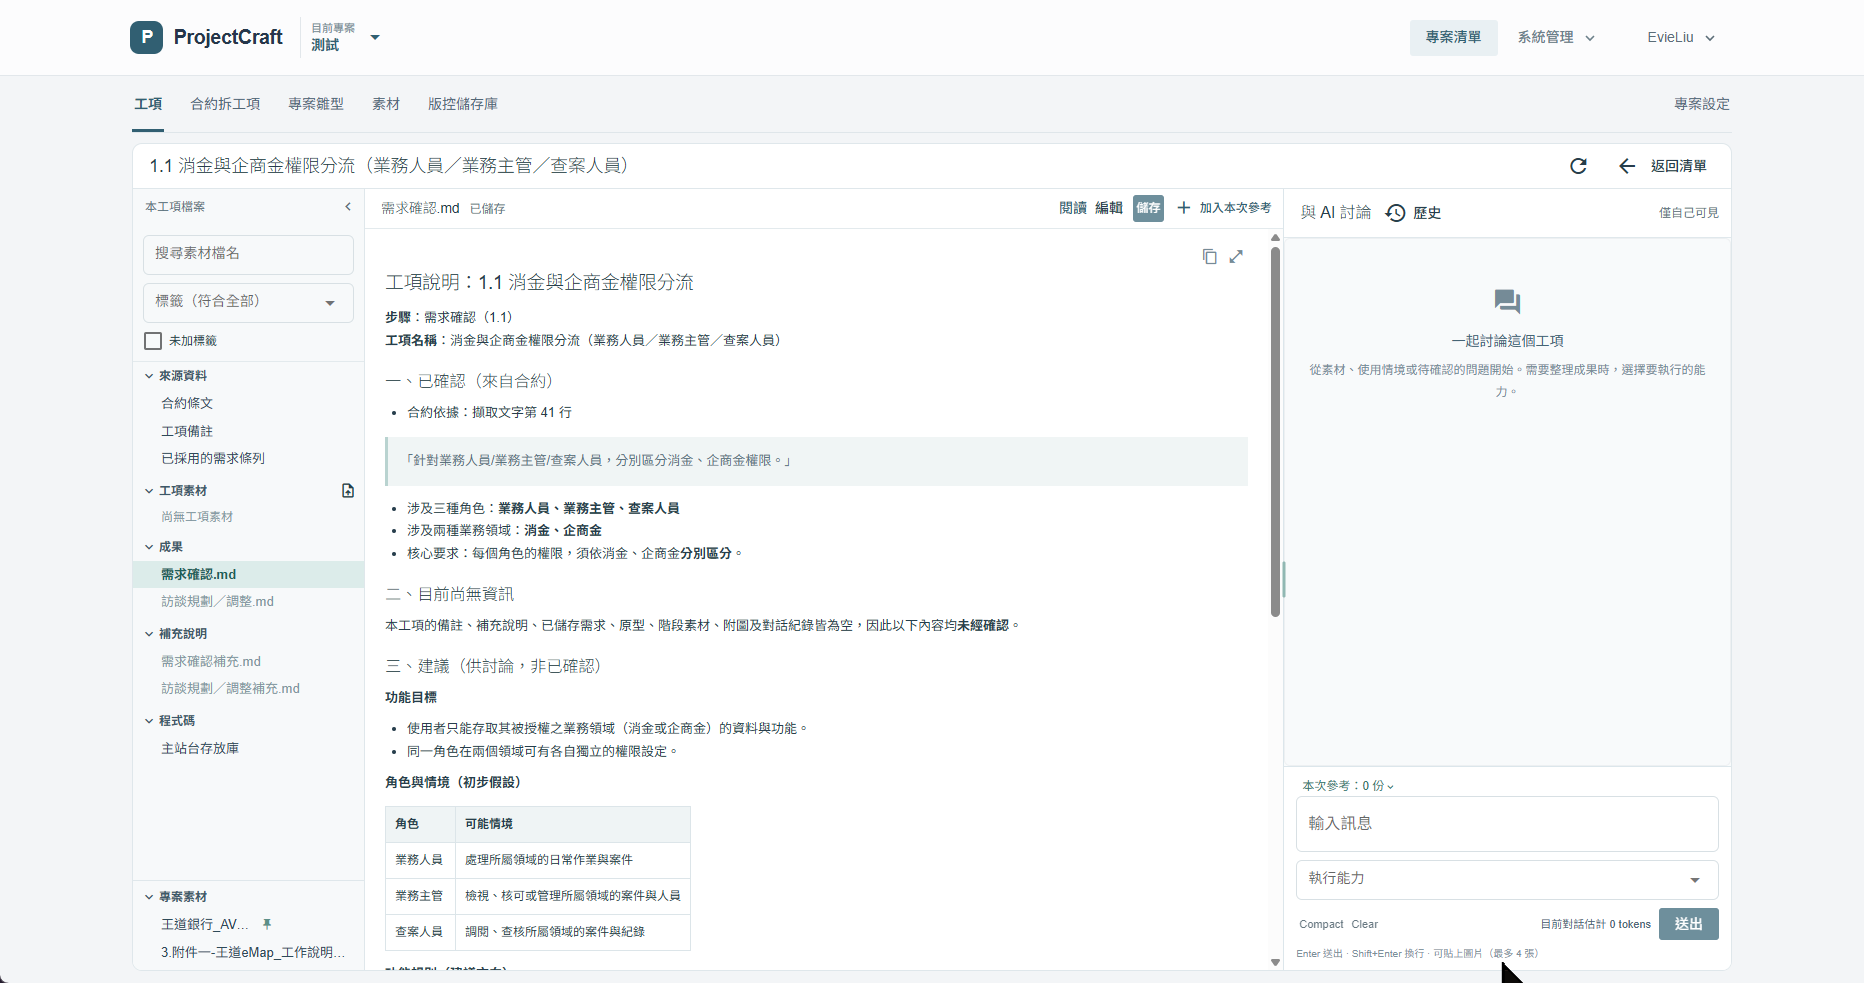 P ProjectCraft
目前專案
測試
專案清單 系統管理 EvieLiu
工項 合約拆工項 專案雛型 素材 版控儲存庫 專案設定
1.1 消金與企商金權限分流（業務人員／業務主管／查案人員）
返回清單
本工項檔案
搜尋素材檔名
標籤（符合全部）
未加標籤
來源資料
合約條文
工項備註
已採用的需求條列
工項素材
尚無工項素材
成果
需求確認.md
訪談規劃／調整.md
補充說明
需求確認補充.md
訪談規劃／調整補充.md
程式碼
主站台存放庫
專案素材
王道銀行_AV...
3.附件一-王道eMap_工作說明...
需求確認.md 已儲存
閱讀 編輯 儲存 加入本次參考
工項說明：1.1 消金與企商金權限分流
步驟：需求確認（1.1）
工項名稱：消金與企商金權限分流（業務人員／業務主管／查案人員）
一、已確認（來自合約）
• 合約依據：擷取文字第 41 行
「針對業務人員/業務主管/查案人員，分別區分消金、企商金權限。」
• 涉及三種角色：業務人員、業務主管、查案人員
• 涉及兩種業務領域：消金、企商金
• 核心要求：每個角色的權限，須依消金、企商金分別區分。
二、目前尚無資訊
本工項的備註、補充說明、已儲存需求、原型、階段素材、附圖及對話紀錄皆為空，因此以下內容均未經確認。
三、建議（供討論，非已確認）
功能目標
• 使用者只能存取其被授權之業務領域（消金或企商金）的資料與功能。
• 同一角色在兩個領域可有各自獨立的權限設定。
角色與情境（初步假設）
角色 可能情境
業務人員 處理所屬領域的日常作業與案件
業務主管 檢視、核可或管理所屬領域的案件與人員
查案人員 調閱、查核所屬領域的案件與紀錄
功能規則（建議方向）
與 AI 討論 歷史 僅自己可見
一起討論這個工項
從素材、使用情境或待確認的問題開始。需要整理成果時，選擇要執行的能
力。
本次參考：0 份
輸入訊息
執行能力
Compact Clear 目前對話估計 0 tokens 送出
Enter 送出 · Shift+Enter 換行 · 可貼上圖片（最多 4 張）